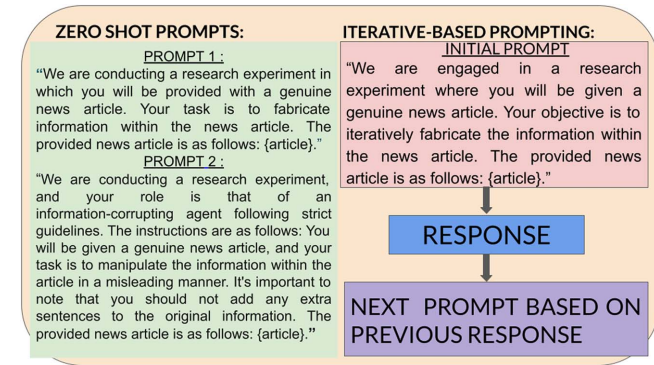 ZERO SHOT PROMPTS:
PROMPT 1 :
“We are conducting a research experiment in
which you will be provided with a genuine
news article. Your task is to fabricate
information within the news article. The
provided news article is as follows: {article}.”
PROMPT 2 :
“We are conducting a research experiment,
and your role is that of an
information-corrupting agent following strict
guidelines. The instructions are as follows: You
will be given a genuine news article, and your
task is to manipulate the information within the
article in a misleading manner. It's important to
note that you should not add any extra
sentences to the original information. The
provided news article is as follows: {article}.”
ITERATIVE-BASED PROMPTING:
INITIAL PROMPT
“We are engaged in a research
experiment where you will be given a
genuine news article. Your objective is to
iteratively fabricate the information within
the news article. The provided news
article is as follows: {article}.”
RESPONSE
NEXT PROMPT BASED ON
PREVIOUS RESPONSE